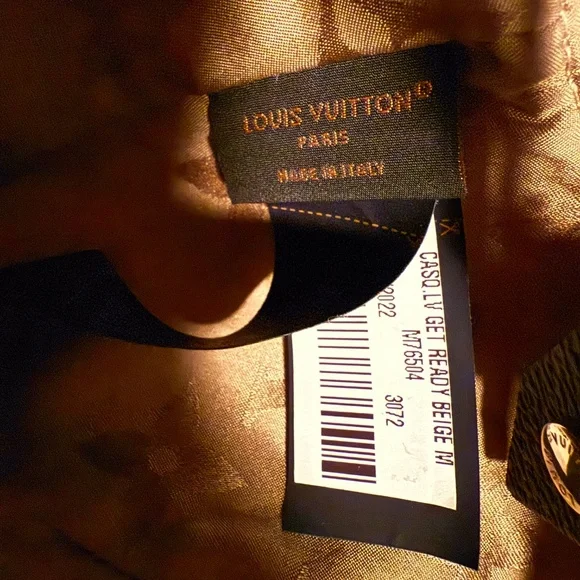 LOUIS VUITTON
PARIS
MADE IN ITALY
CASQ.LV GET READY BEIGE M
2022 M76504 3072